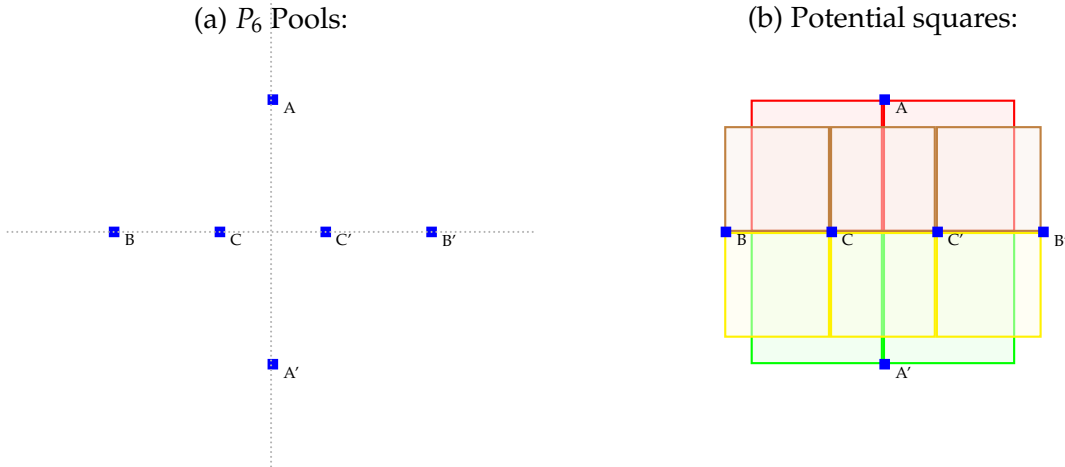 (a) P₆ Pools:
A
B
C
C′
B′
A′
(b) Potential squares:
A
B
C
C′
B′
A′